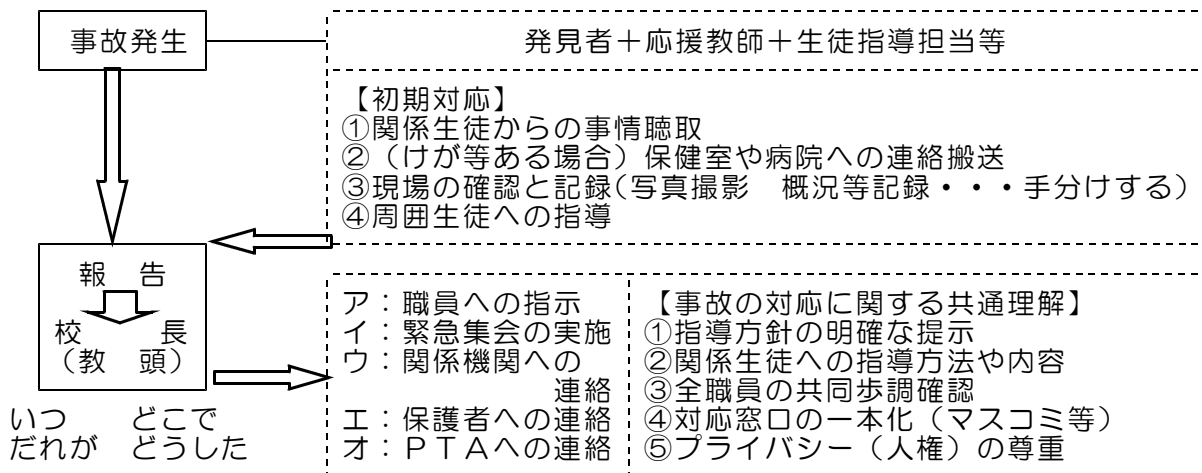 事故発生
発見者＋応援教師＋生徒指導担当等
【初期対応】
①関係生徒からの事情聴取
②（けが等ある場合）保健室や病院への連絡搬送
③現場の確認と記録(写真撮影　概況等記録・・・手分けする)
④周囲生徒への指導
報　告
校　　長
（教　頭）
いつ　　どこで
だれが　どうした
ア：職員への指示
イ：緊急集会の実施
ウ：関係機関への
連絡
エ：保護者への連絡
オ：ＰＴＡへの連絡
【事故の対応に関する共通理解】
①指導方針の明確な提示
②関係生徒への指導方法や内容
③全職員の共同歩調確認
④対応窓口の一本化（マスコミ等）
⑤プライバシー（人権）の尊重